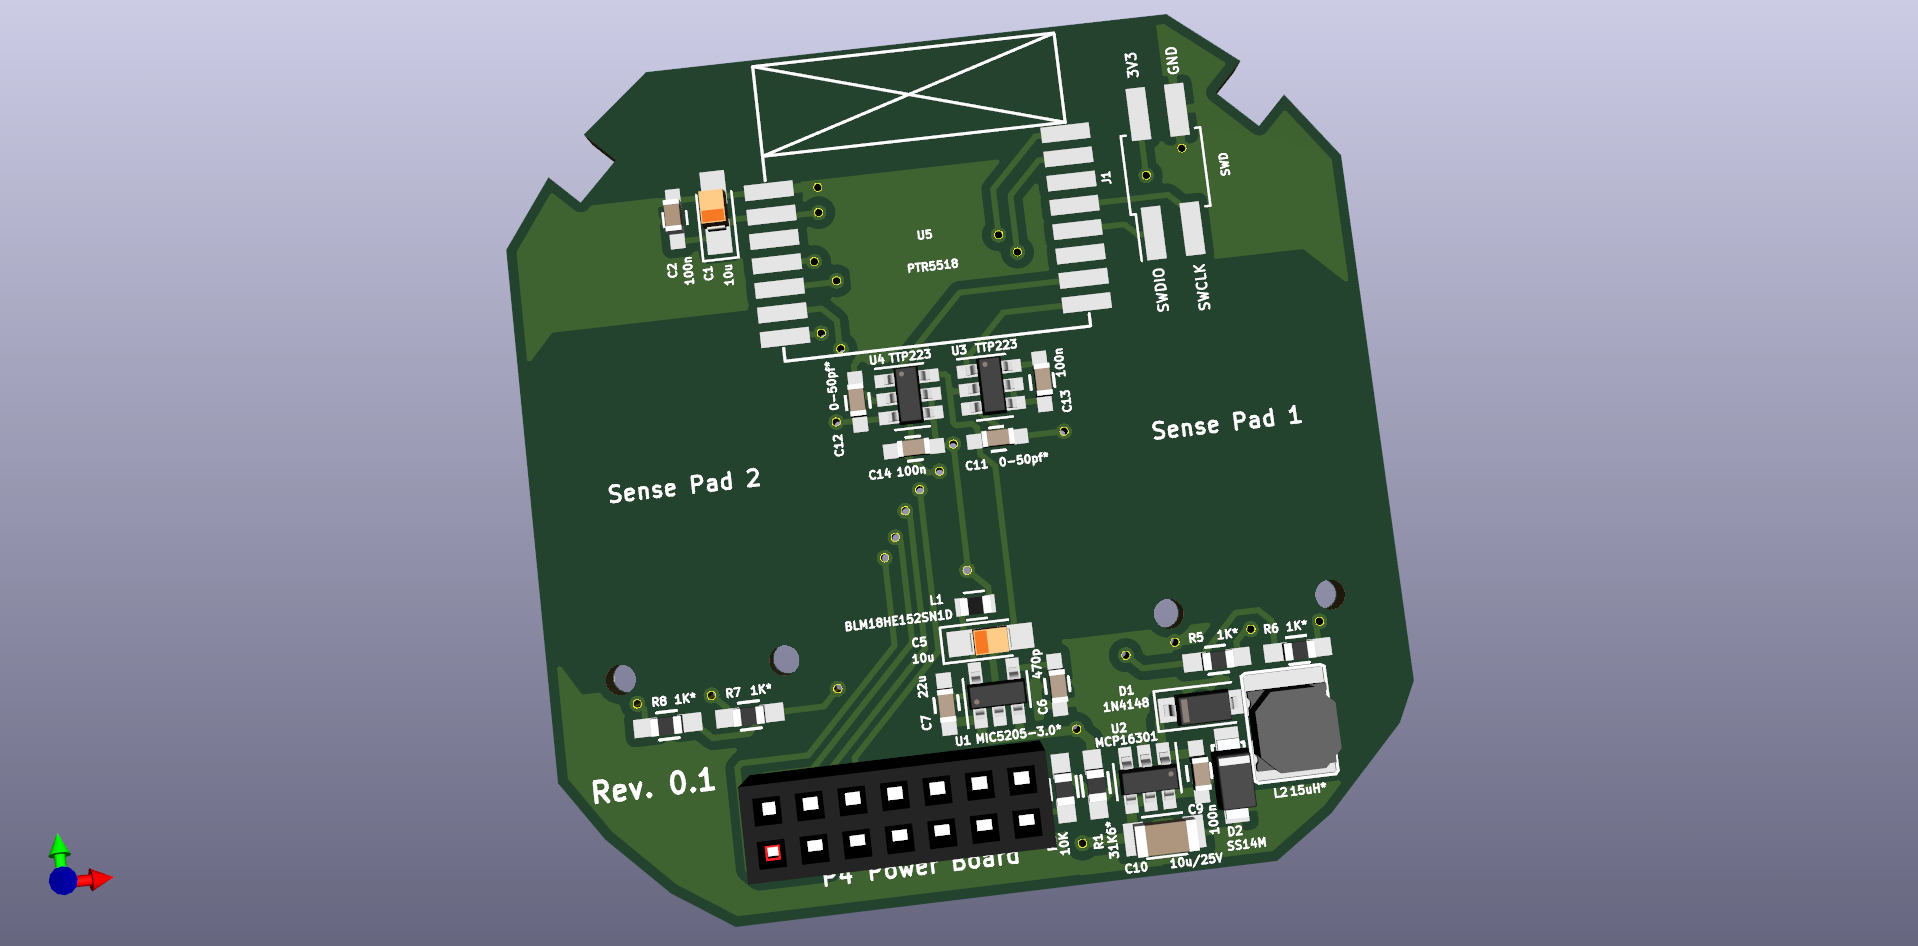 3V3
GND
SWD
J1
SWDIO
SWCLK
C2
100n
C1
10u
U5
PTR5518
U4 TTP223
U3 TTP223
0-50pf*
C12
100n
C13
C14 100n
C11 0-50pf*
Sense Pad 1
Sense Pad 2
L1
BLM18HE152SN1D
C5
10u
470p
C6
22u
C7
U1 MIC5205-3.0*
R5 1K*
R6 1K*
R8 1K*
R7 1K*
D1
1N4148
U2
MCP16301
L2 15uH*
Rev. 0.1
10K
R1
31K6*
C9
100n
D2
SS14M
C10
10u/25V
P4 Power Board